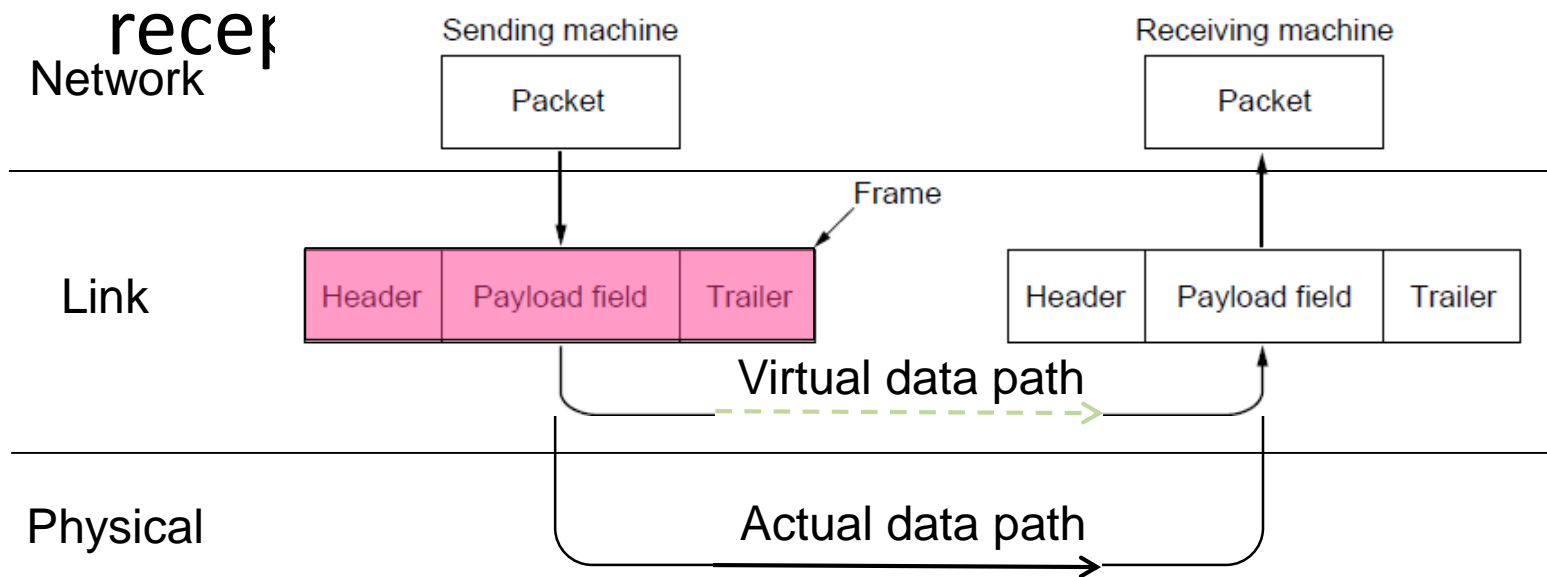 Sending machine Receiving machine
Network
Packet Packet
Frame
Link
Header Payload field Trailer Header Payload field Trailer
Virtual data path
Physical
Actual data path